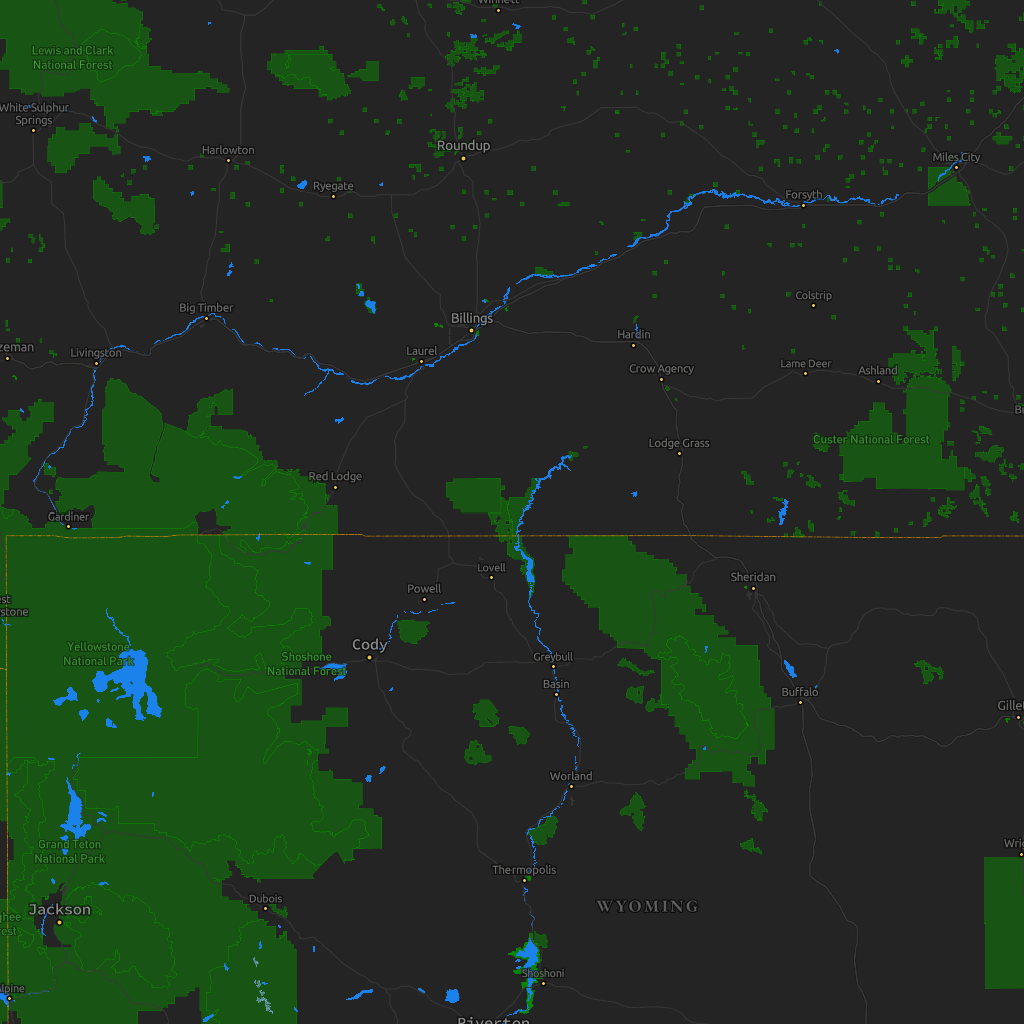 Winnett
Lewis and Clark
National Forest
White Sulphur
Springs
Harlowton
Roundup
Ryegate
Miles City
Forsyth
Big Timber
Billings
Colstrip
Hardin
Livingston
Laurel
Crow Agency
Lame Deer
Ashland
Custer National Forest
Lodge Grass
Red Lodge
Gardiner
Lovell
Powell
Sheridan
Yellowstone
National Park
Cody
Shoshone
National Forest
Greybull
Basin
Buffalo
Worland
Grand Teton
National Park
Thermopolis
Jackson
Dubois
WYOMING
Shoshoni
Riverton